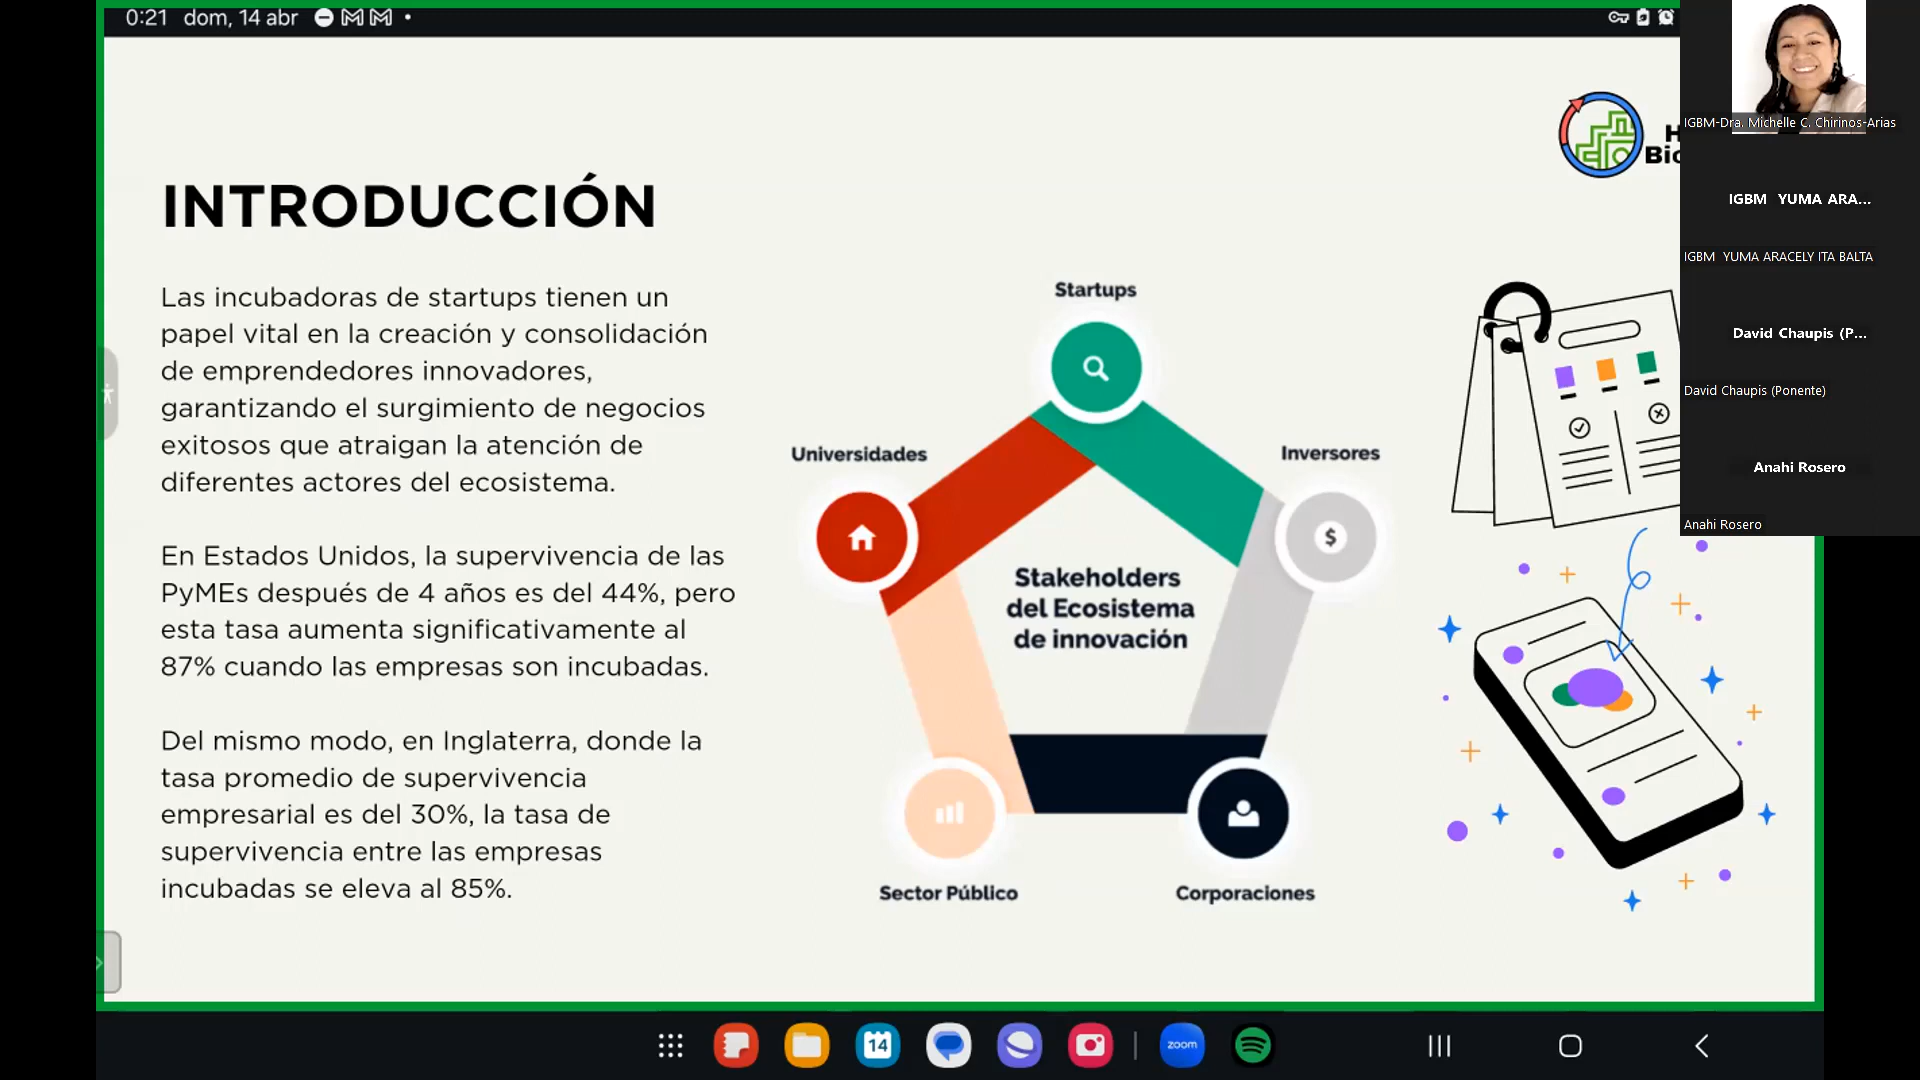 0:21 dom, 14 abr
INTRODUCCIÓN
Las incubadoras de startups tienen un
papel vital en la creación y consolidación
de emprendedores innovadores,
garantizando el surgimiento de negocios
exitosos que atraigan la atención de
diferentes actores del ecosistema.
En Estados Unidos, la supervivencia de las
PyMEs después de 4 años es del 44%, pero
esta tasa aumenta significativamente al
87% cuando las empresas son incubadas.
Del mismo modo, en Inglaterra, donde la
tasa promedio de supervivencia
empresarial es del 30%, la tasa de
supervivencia entre las empresas
incubadas se eleva al 85%.
Startups
Universidades
Inversores
$
Stakeholders
del Ecosistema
de innovación
Sector Público
Corporaciones
IGBM-Dra. Michelle C. Chirinos-Arias
IGBM YUMA ARA...
IGBM YUMA ARACELY ITA BALTA
David Chaupis (P...
David Chaupis (Ponente)
Anahi Rosero
Anahi Rosero
14
zoom